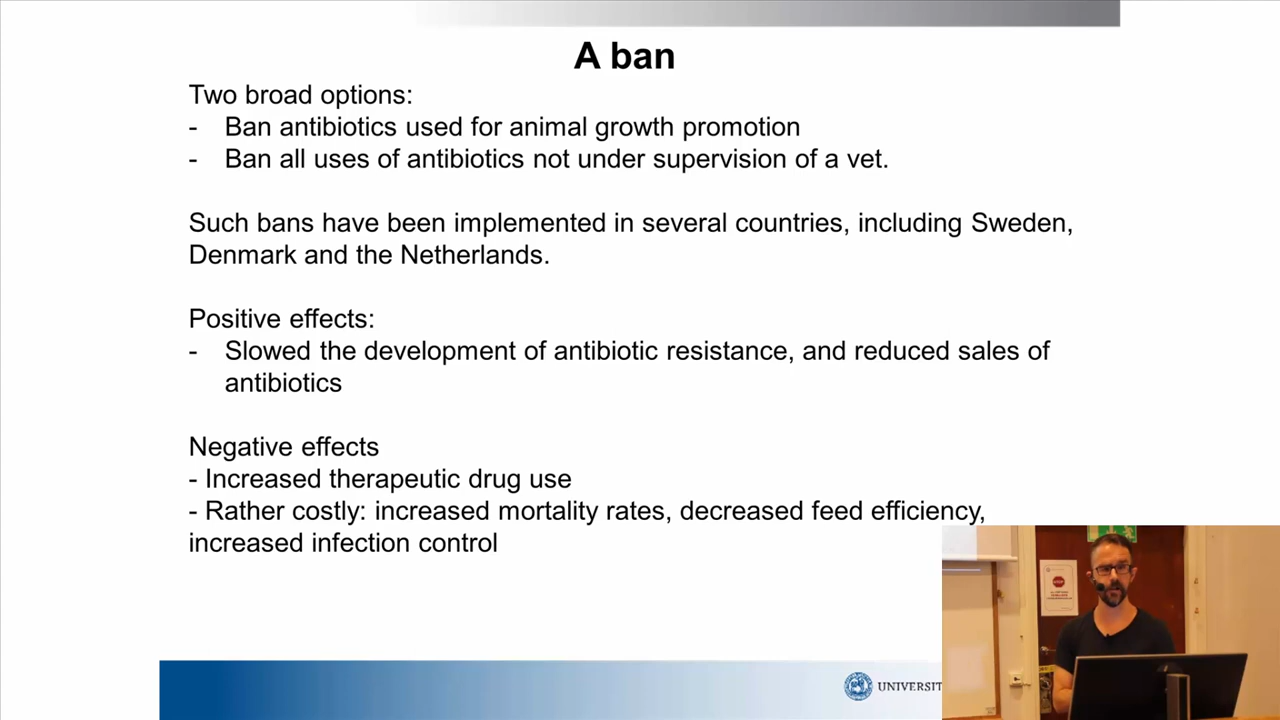 A ban
Two broad options:
- Ban antibiotics used for animal growth promotion
- Ban all uses of antibiotics not under supervision of a vet.
Such bans have been implemented in several countries, including Sweden,
Denmark and the Netherlands.
Positive effects:
- Slowed the development of antibiotic resistance, and reduced sales of
antibiotics
Negative effects
- Increased therapeutic drug use
- Rather costly: increased mortality rates, decreased feed efficiency,
increased infection control
UNIVERSIT